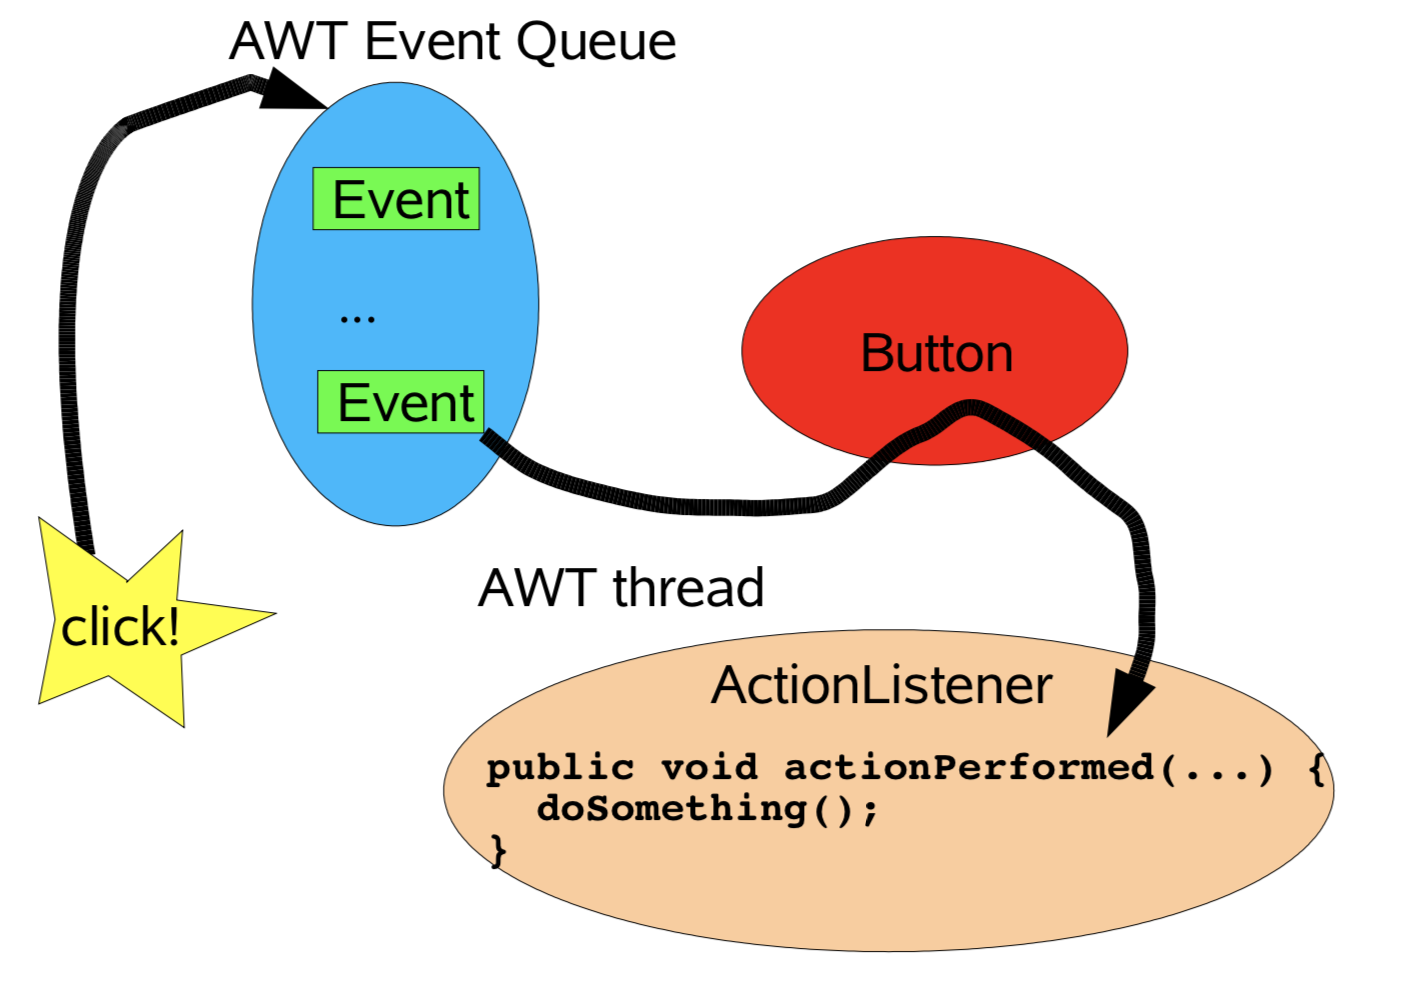 AWT Event Queue
Event
...
Event
Button
click!
AWT thread
ActionListener
public void actionPerformed(...) {
  doSomething();
}